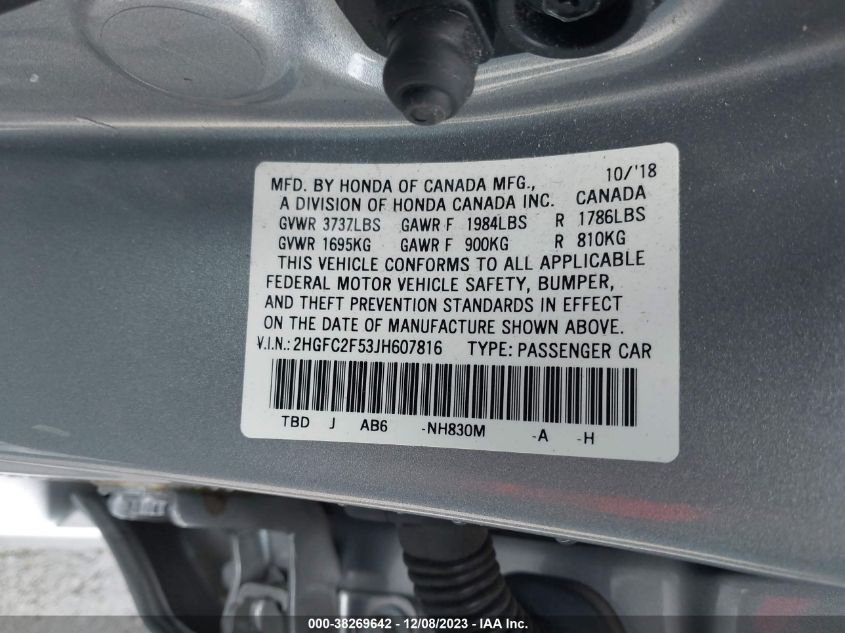 MFD. BY HONDA OF CANADA MFG., 10/'18
A DIVISION OF HONDA CANADA INC. CANADA
GVWR 3737LBS GAWR F 1984LBS R 1786LBS
GVWR 1695KG GAWR F 900KG R 810KG
THIS VEHICLE CONFORMS TO ALL APPLICABLE
FEDERAL MOTOR VEHICLE SAFETY, BUMPER,
AND THEFT PREVENTION STANDARDS IN EFFECT
ON THE DATE OF MANUFACTURE SHOWN ABOVE.
V.I.N.: 2HGFC2F53JH607816 TYPE: PASSENGER CAR
TBD J AB6 -NH830M -A -H
000-38269642 - 12/08/2023 - IAA Inc.